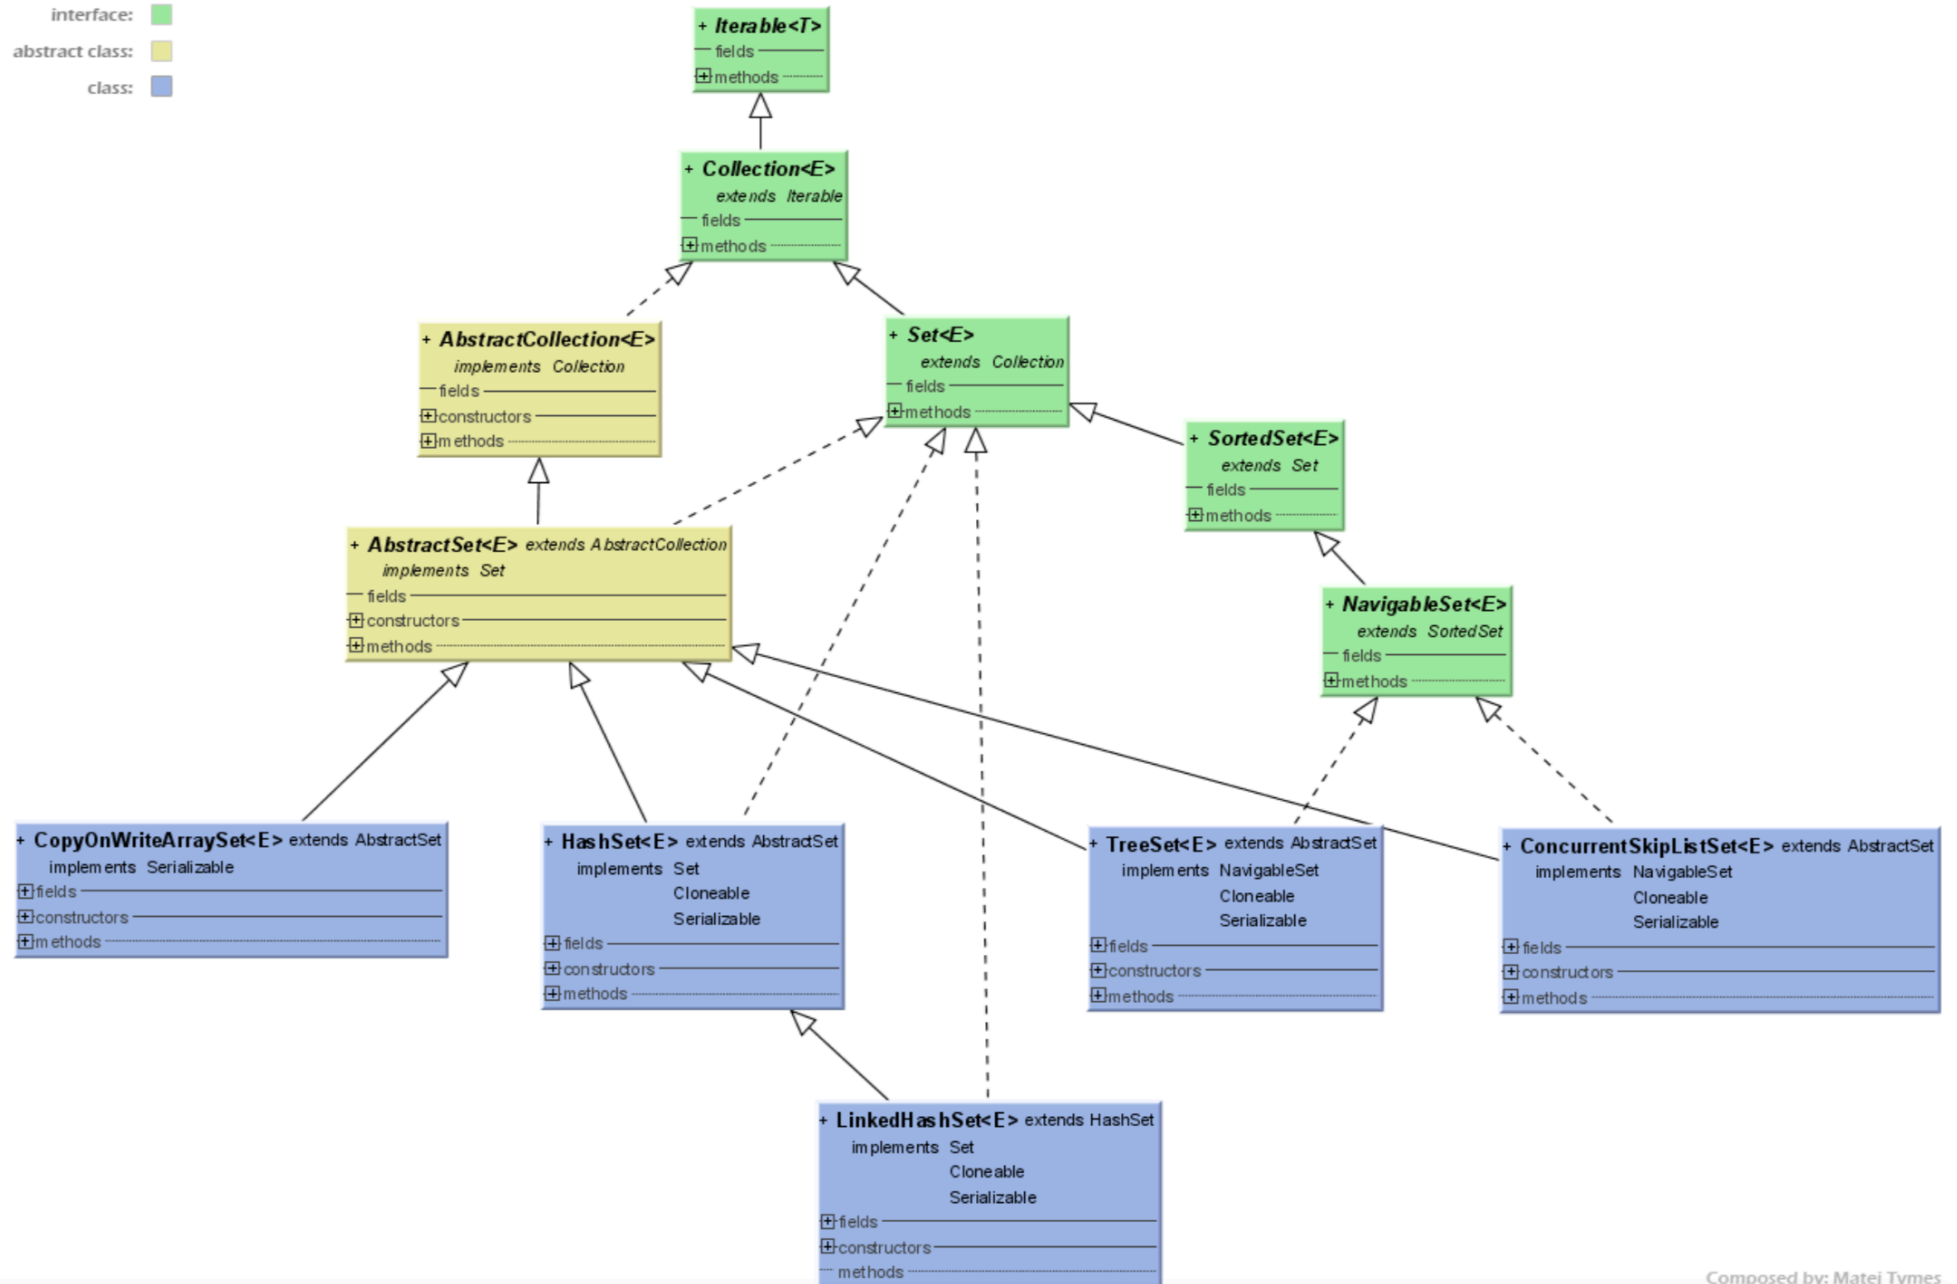 interface:
abstract class:
class:
+ Iterable<T>
fields
+ methods
+ Collection<E>
extends Iterable
fields
+ methods
+ AbstractCollection<E>
implements Collection
fields
+ constructors
+ methods
+ Set<E>
extends Collection
fields
+ methods
+ SortedSet<E>
extends Set
fields
+ methods
+ AbstractSet<E> extends AbstractCollection
implements Set
fields
+ constructors
+ methods
+ NavigableSet<E>
extends SortedSet
fields
+ methods
+ CopyOnWriteArraySet<E> extends AbstractSet
implements Serializable
+ fields
+ constructors
+ methods
+ HashSet<E> extends AbstractSet
implements Set
Cloneable
Serializable
+ fields
+ constructors
+ methods
+ TreeSet<E> extends AbstractSet
implements NavigableSet
Cloneable
Serializable
+ fields
+ constructors
+ methods
+ ConcurrentSkipListSet<E> extends AbstractSet
implements NavigableSet
Cloneable
Serializable
+ fields
+ constructors
+ methods
+ LinkedHashSet<E> extends HashSet
implements Set
Cloneable
Serializable
+ fields
+ constructors
methods
Composed by: Matei Tymes